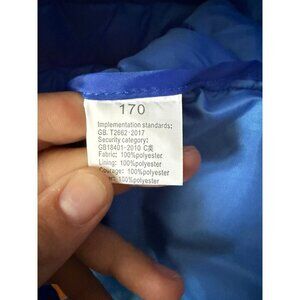 170
Implementation standards:
GB. T2662-2017
Security category:
GB18401-2010 C类
Fabric: 100%polyester
Lining: 100%polyester
Courage: 100%polyester
100%polyester